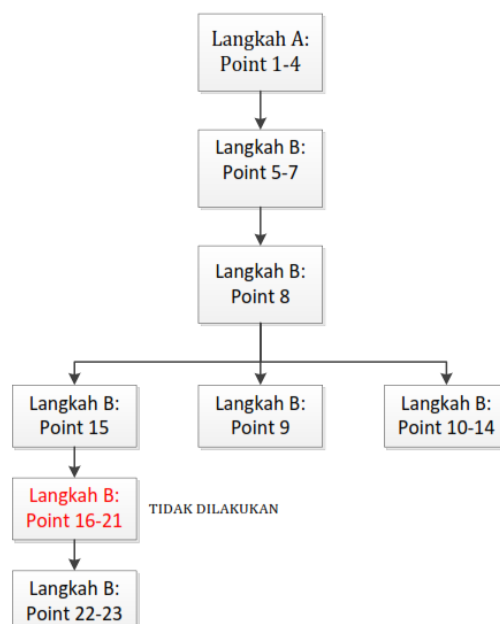 Langkah A:
Point 1-4
Langkah B:
Point 5-7
Langkah B:
Point 8
Langkah B:
Point 15
Langkah B:
Point 9
Langkah B:
Point 10-14
Langkah B:
Point 16-21
TIDAK DILAKUKAN
Langkah B:
Point 22-23